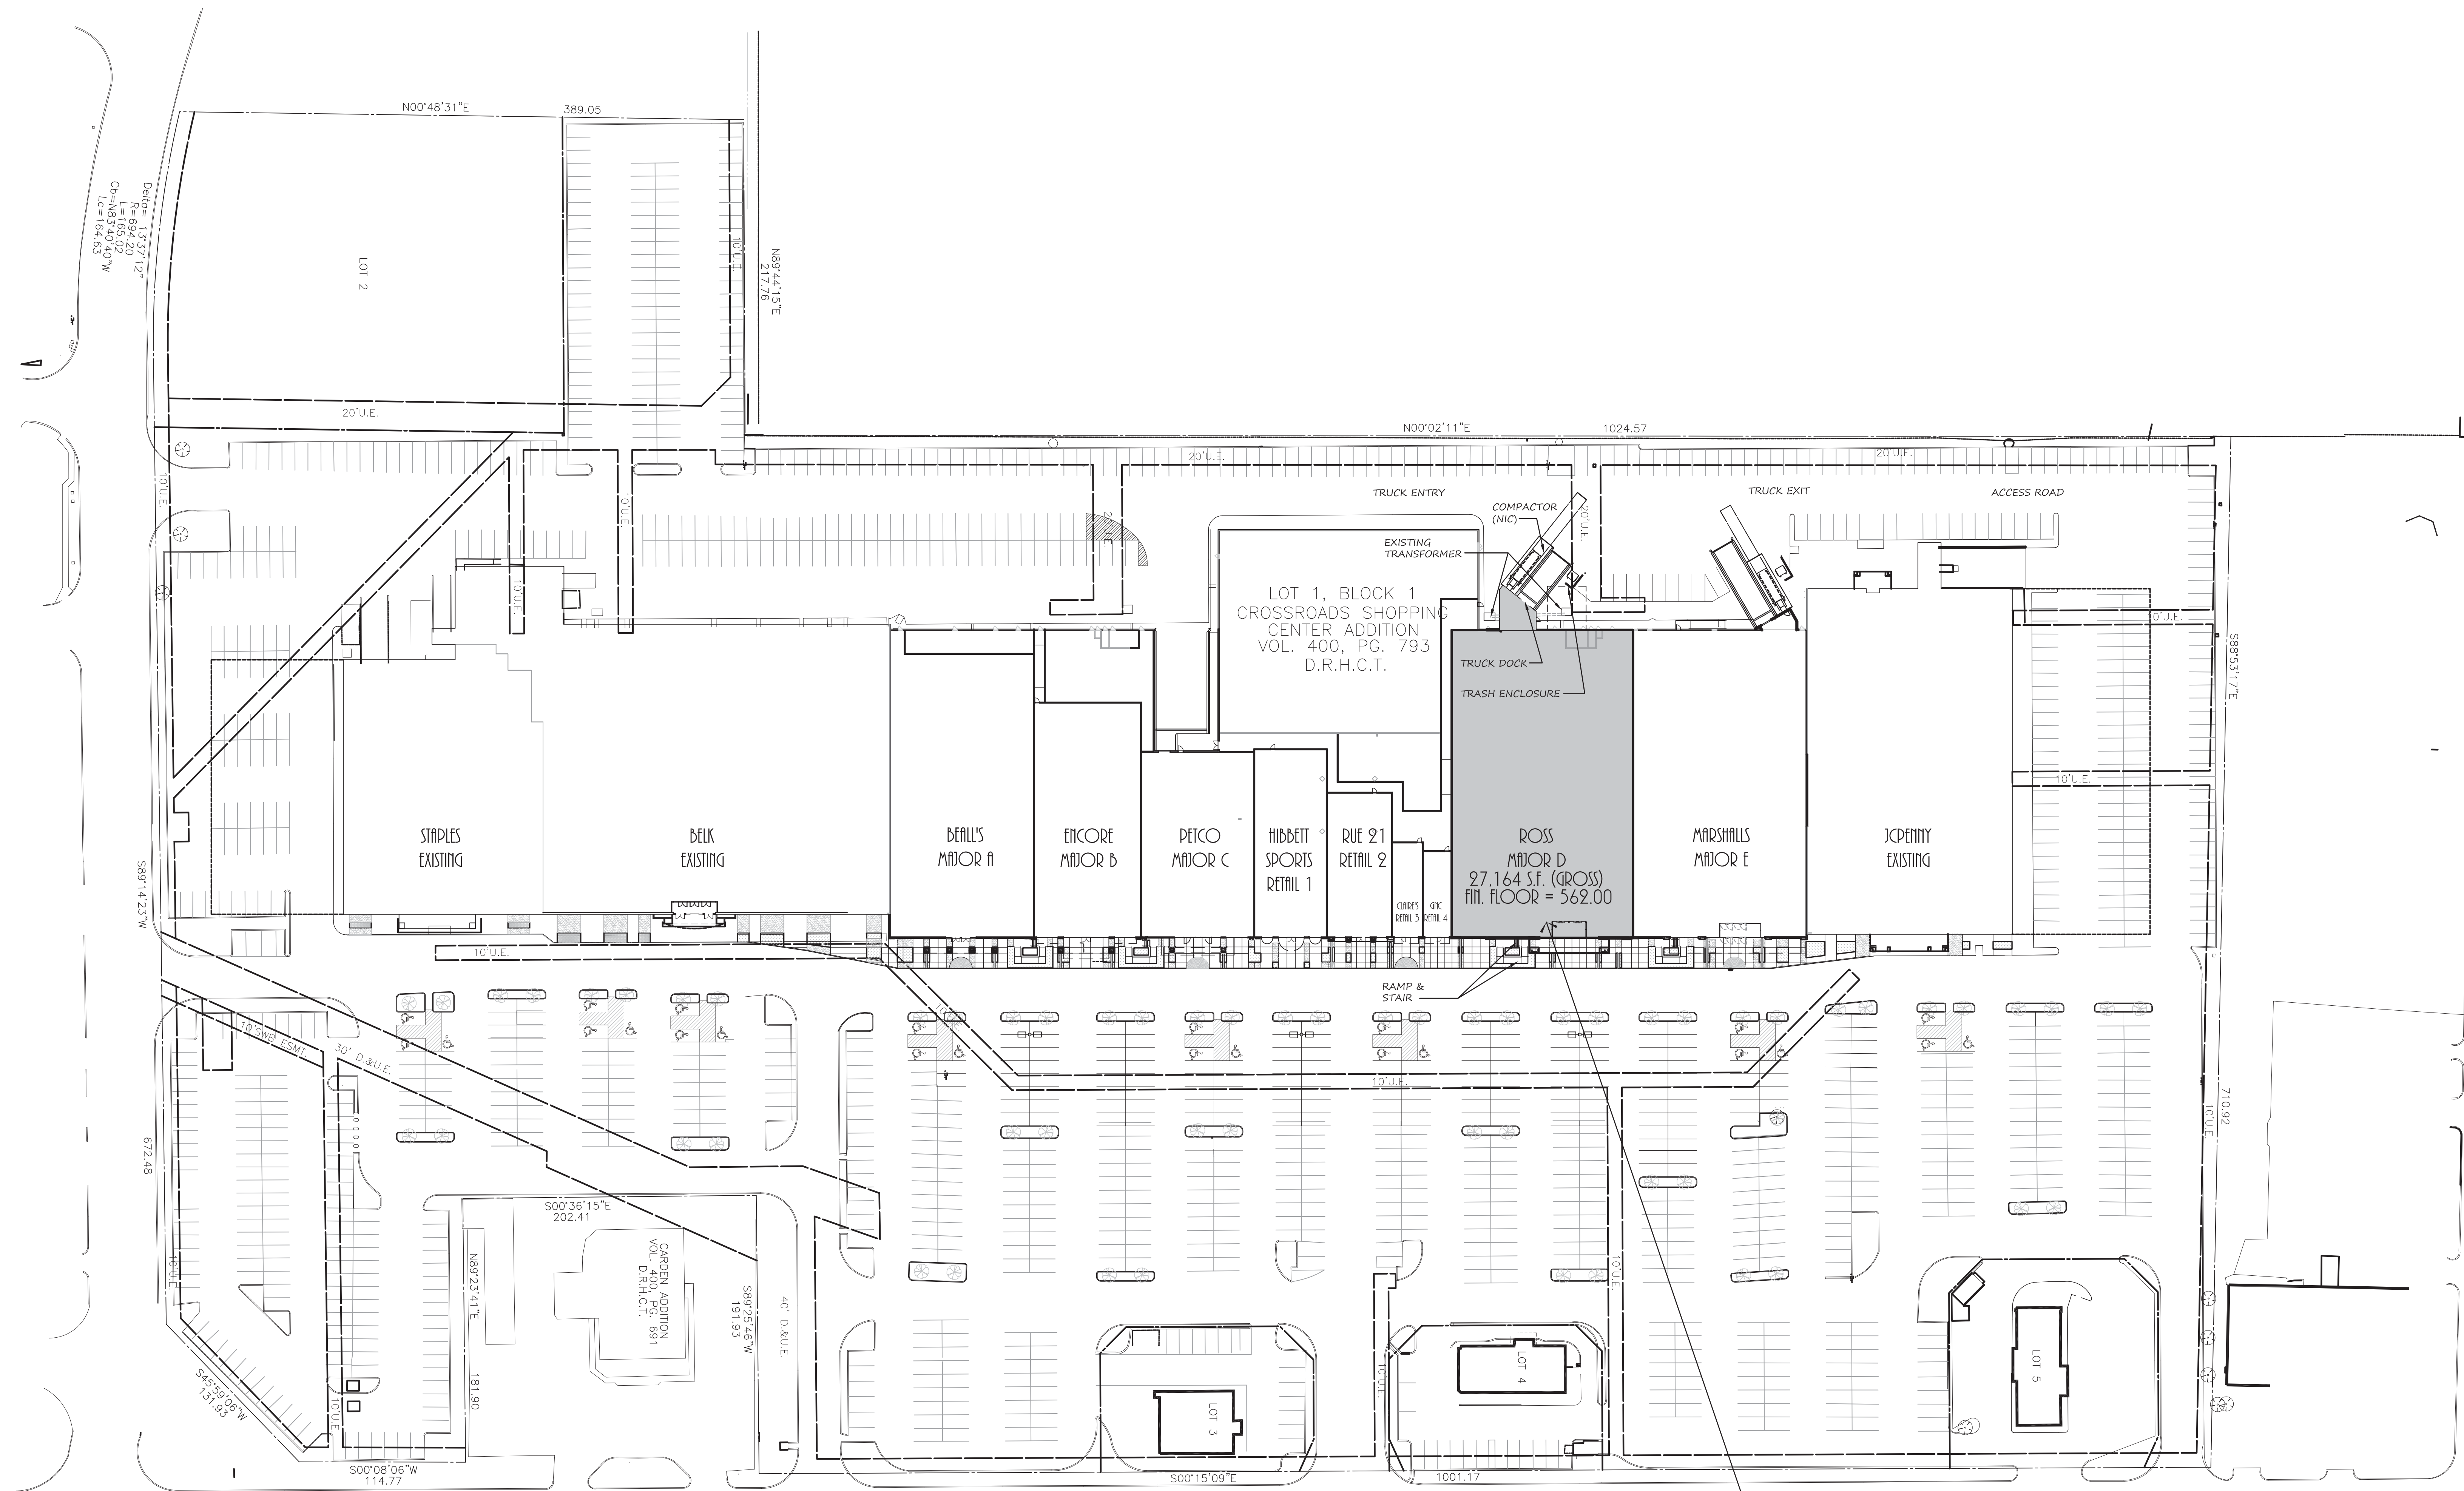 N00°48'31"E
389.05
Delta= 13°37'12"
R=694.20
L=165.02
Cb=N83°40'40"W
Lc=164.63
LOT 2
10'U.E.
N89°44'15"E
217.76
20'U.E.
N00°02'11"E
1024.57
20'U.E.
20'U.E.
10'U.E.
10'U.E.
20'U.E.
20'U.E.
10'U.E.
TRUCK ENTRY
TRUCK EXIT
ACCESS ROAD
COMPACTOR
(NIC)
EXISTING
TRANSFORMER
LOT 1, BLOCK 1
CROSSROADS SHOPPING
CENTER ADDITION
VOL. 400, PG. 793
D.R.H.C.T.
TRUCK DOCK
TRASH ENCLOSURE
S88°53'17"E
10'U.E.
STAPLES
EXISTING
BELK
EXISTING
BEALL'S
MAJOR A
ENCORE
MAJOR B
PETCO
MAJOR C
HIBBETT
SPORTS
RETAIL 1
RUE 21
RETAIL 2
CLAIRES
RETAIL 3
GNC
RETAIL 4
ROSS
MAJOR D
27,164 S.F. (GROSS)
FIN. FLOOR = 562.00
MARSHALLS
MAJOR E
JCPENNY
EXISTING
S89°14'23"W
10'U.E.
RAMP &
STAIR
10'SWB ESMT.
30' D.&U.E.
10'U.E.
710.92
10'U.E.
672.48
10'U.E.
S00°36'15"E
202.41
CARDEN ADDITION
VOL. 400, PG. 691
D.R.H.C.T.
N89°23'41"E
181.90
S89°25'46"W
191.93
40' D.&U.E.
10'U.E.
10'U.E.
LOT 3
LOT 4
LOT 5
S45°59'06"W
131.93
10'U.E.
S00°08'06"W
114.77
S00°15'09"E
1001.17